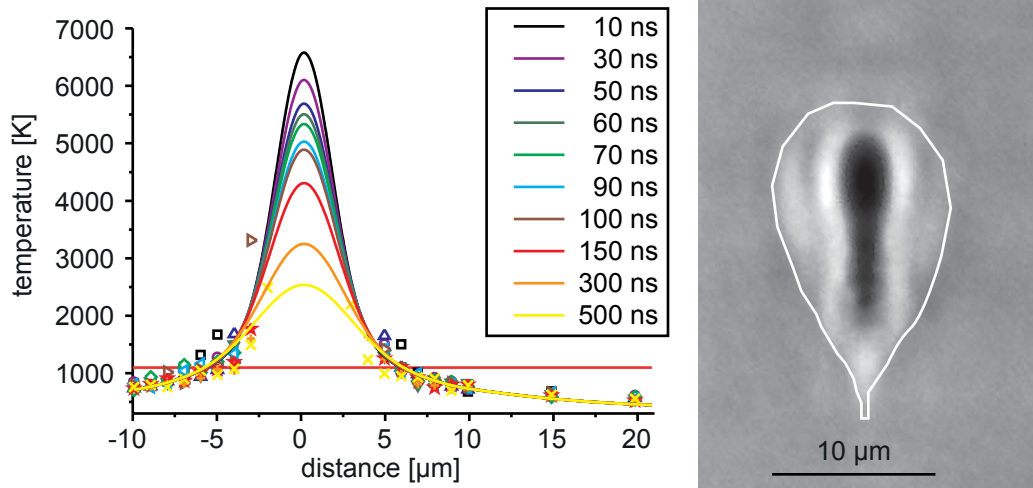 temperature [K]
7000
6000
5000
4000
3000
2000
1000
-10
-5
0
5
10
15
20
distance [μm]
10 ns
30 ns
50 ns
60 ns
70 ns
90 ns
100 ns
150 ns
300 ns
500 ns
10 μm